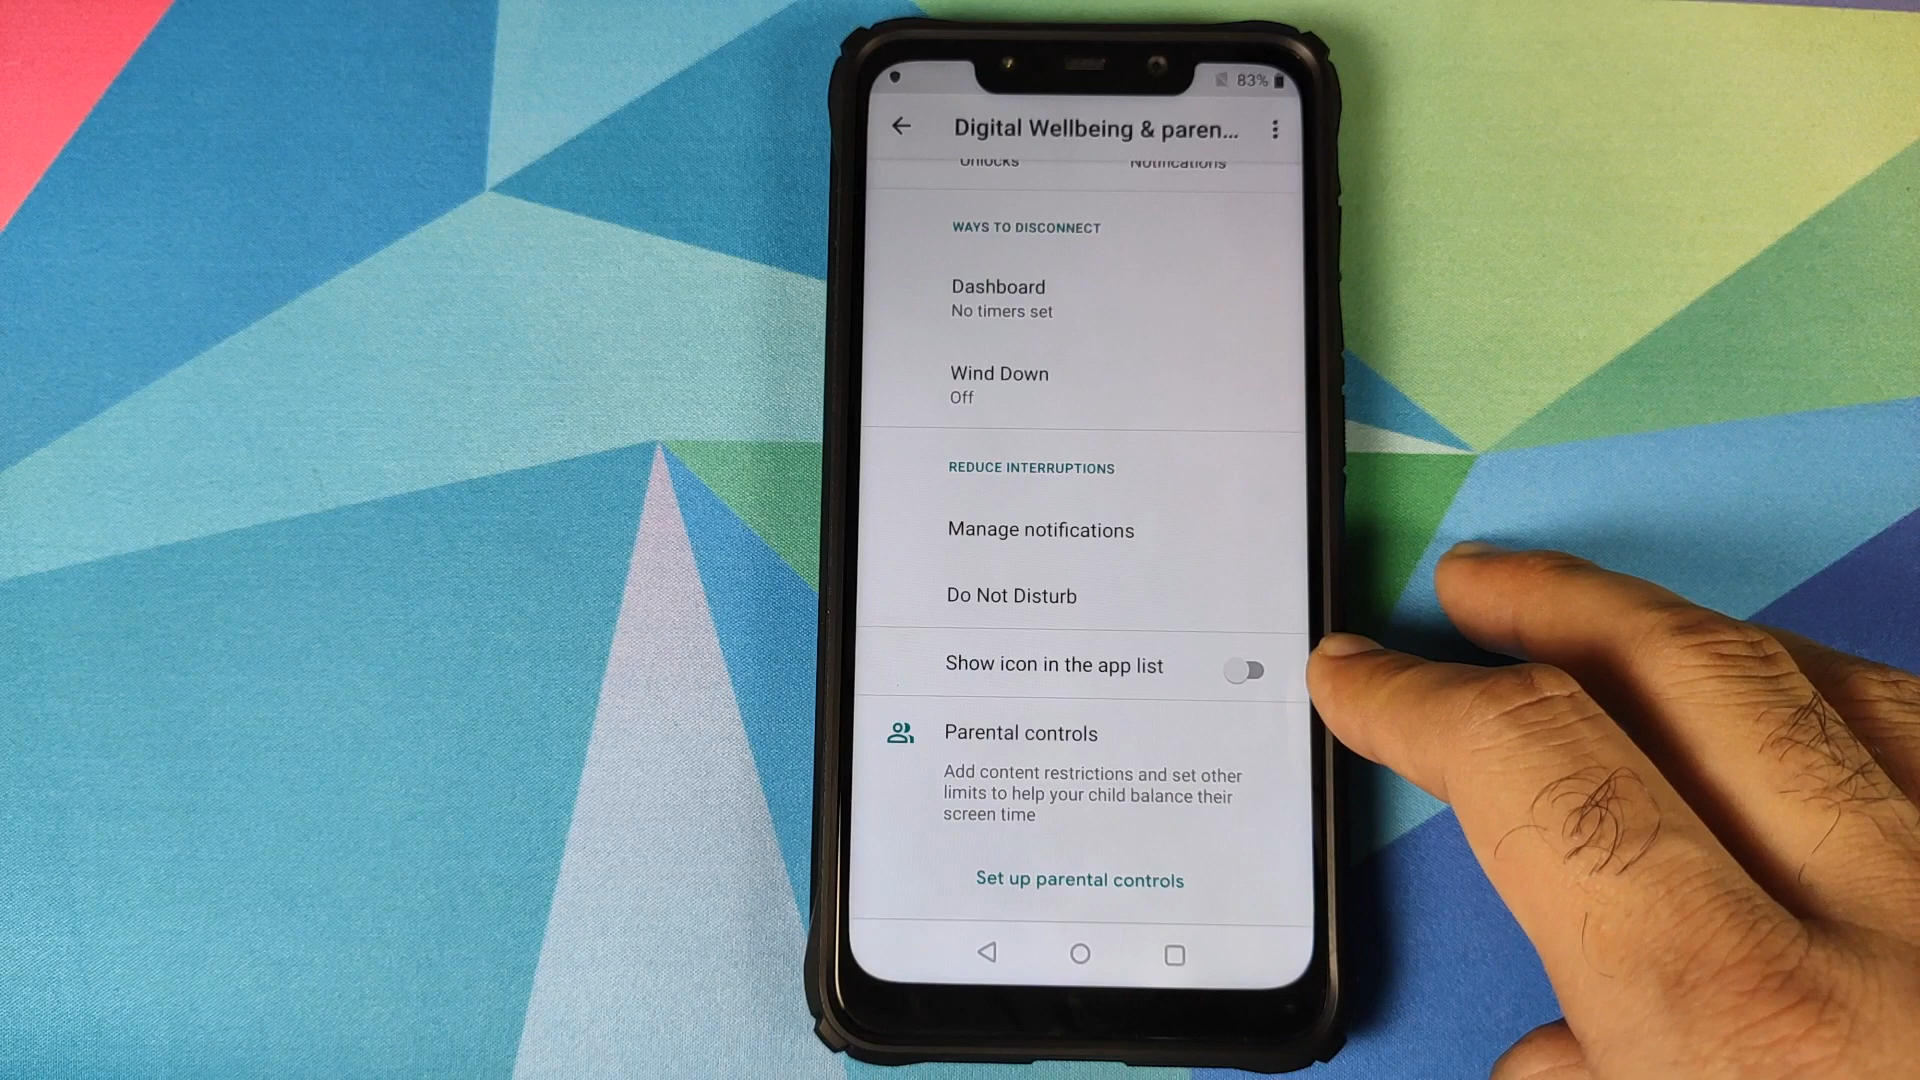 83%
Digital Wellbeing & paren...
Unlocks Notifications
WAYS TO DISCONNECT
Dashboard
No timers set
Wind Down
Off
REDUCE INTERRUPTIONS
Manage notifications
Do Not Disturb
Show icon in the app list
Parental controls
Add content restrictions and set other
limits to help your child balance their
screen time
Set up parental controls